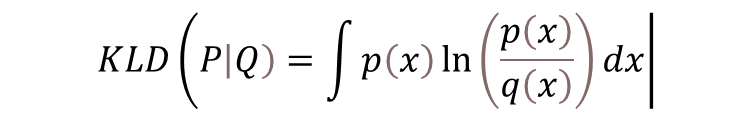 KLD(P|Q) = ∫ p(x) ln (p(x)/q(x)) dx|